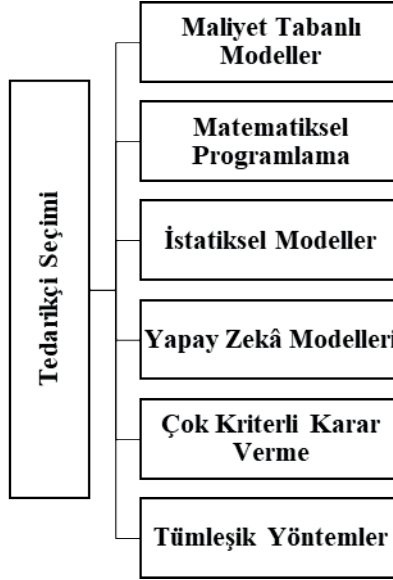 Tedarikçi Seçimi
Maliyet Tabanlı
Modeller
Matematiksel
Programlama
İstatiksel Modeller
Yapay Zekâ Modelleri
Çok Kriterli Karar
Verme
Tümleşik Yöntemler